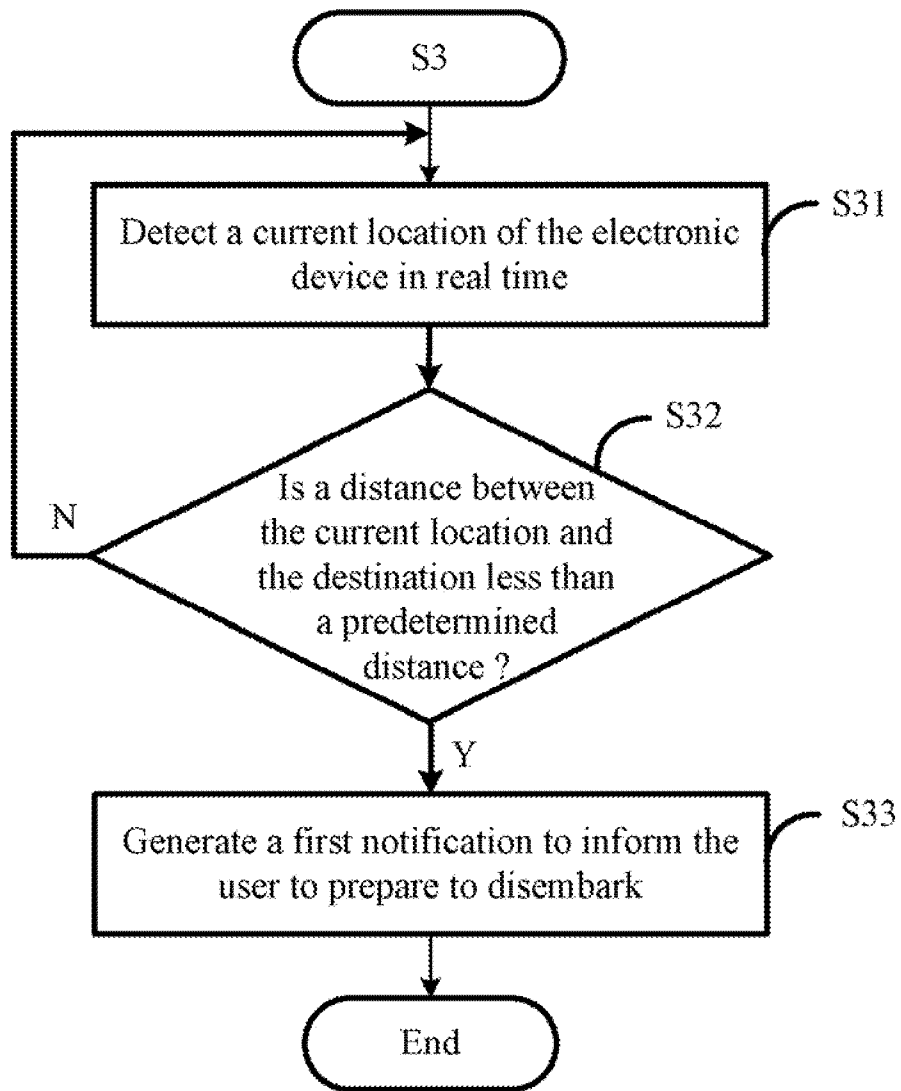 S3
S31
Detect a current location of the electronic
device in real time
S32
Is a distance between
the current location and
the destination less than
a predetermined
distance ?
N
Y
S33
Generate a first notification to inform the
user to prepare to disembark
End